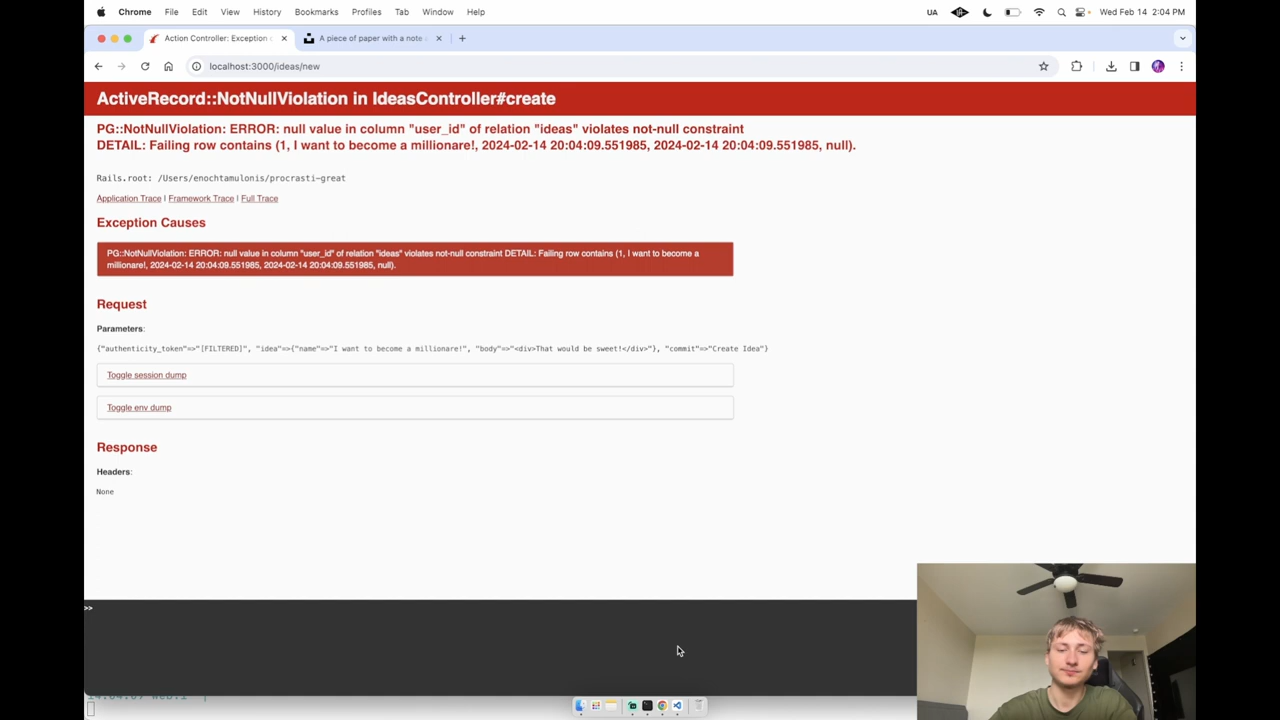 Chrome File Edit View History Bookmarks Profiles Tab Window Help UA Wed Feb 14 2:04 PM
Action Controller: Exception A piece of paper with a note
localhost:3000/ideas/new
ActiveRecord::NotNullViolation in IdeasController#create
PG::NotNullViolation: ERROR: null value in column "user_id" of relation "ideas" violates not-null constraint
DETAIL: Failing row contains (1, I want to become a millionare!, 2024-02-14 20:04:09.551985, 2024-02-14 20:04:09.551985, null).
Rails.root: /Users/enochtamulonis/procrasti-great
Application Trace | Framework Trace | Full Trace
Exception Causes
PG::NotNullViolation: ERROR: null value in column "user_id" of relation "ideas" violates not-null constraint DETAIL: Failing row contains (1, I want to become a
millionare!, 2024-02-14 20:04:09.551985, 2024-02-14 20:04:09.551985, null).
Request
Parameters:
{"authenticity_token"=>"[FILTERED]", "idea"=>{"name"=>"I want to become a millionare!", "body"=>"<div>That would be sweet!</div>"}, "commit"=>"Create Idea"}
Toggle session dump
Toggle env dump
Response
Headers:
None
>>